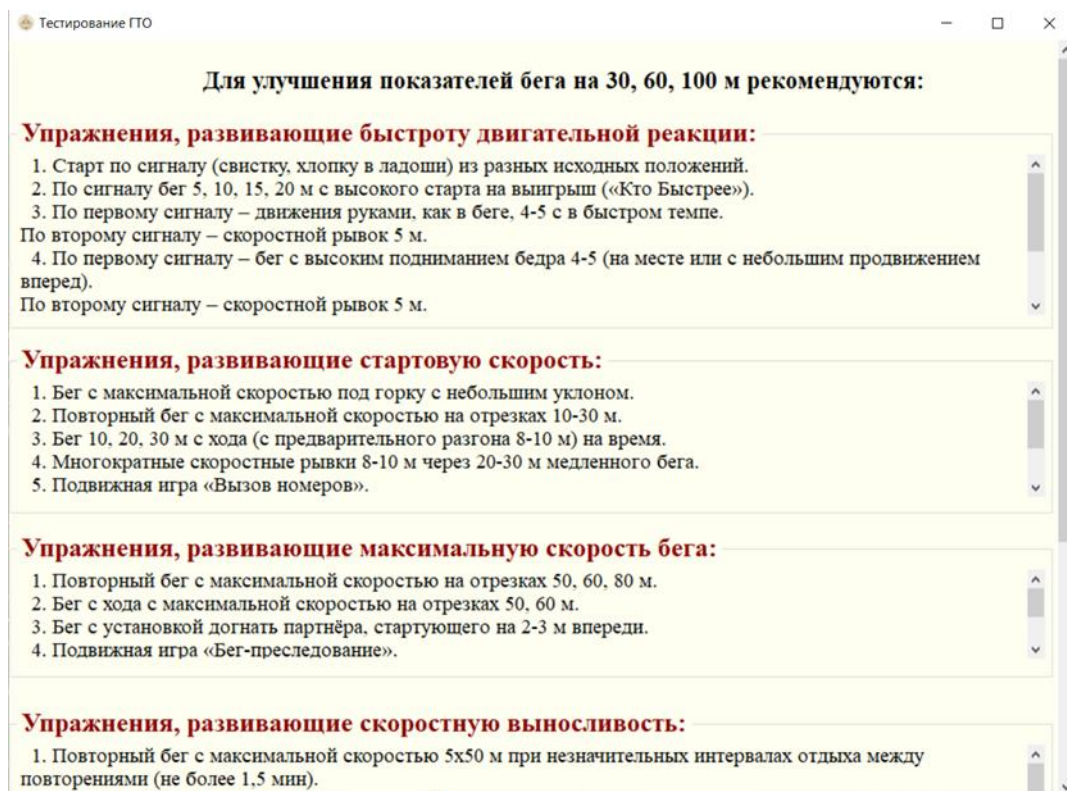 Тестирование ГТО
Для улучшения показателей бега на 30, 60, 100 м рекомендуются:
Упражнения, развивающие быстроту двигательной реакции:
1. Старт по сигналу (свистку, хлопку в ладоши) из разных исходных положений.
2. По сигналу бег 5, 10, 15, 20 м с высокого старта на выигрыш («Кто Быстрее»).
3. По первому сигналу – движения руками, как в беге, 4-5 с в быстром темпе.
По второму сигналу – скоростной рывок 5 м.
4. По первому сигналу – бег с высоким подниманием бедра 4-5 (на месте или с небольшим продвижением
вперед).
По второму сигналу – скоростной рывок 5 м.
Упражнения, развивающие стартовую скорость:
1. Бег с максимальной скоростью под горку с небольшим уклоном.
2. Повторный бег с максимальной скоростью на отрезках 10-30 м.
3. Бег 10, 20, 30 м с хода (с предварительного разгона 8-10 м) на время.
4. Многократные скоростные рывки 8-10 м через 20-30 м медленного бега.
5. Подвижная игра «Вызов номеров».
Упражнения, развивающие максимальную скорость бега:
1. Повторный бег с максимальной скоростью на отрезках 50, 60, 80 м.
2. Бег с хода с максимальной скоростью на отрезках 50, 60 м.
3. Бег с установкой догнать партнёра, стартующего на 2-3 м впереди.
4. Подвижная игра «Бег-преследование».
Упражнения, развивающие скоростную выносливость:
1. Повторный бег с максимальной скоростью 5х50 м при незначительных интервалах отдыха между
повторениями (не более 1,5 мин).